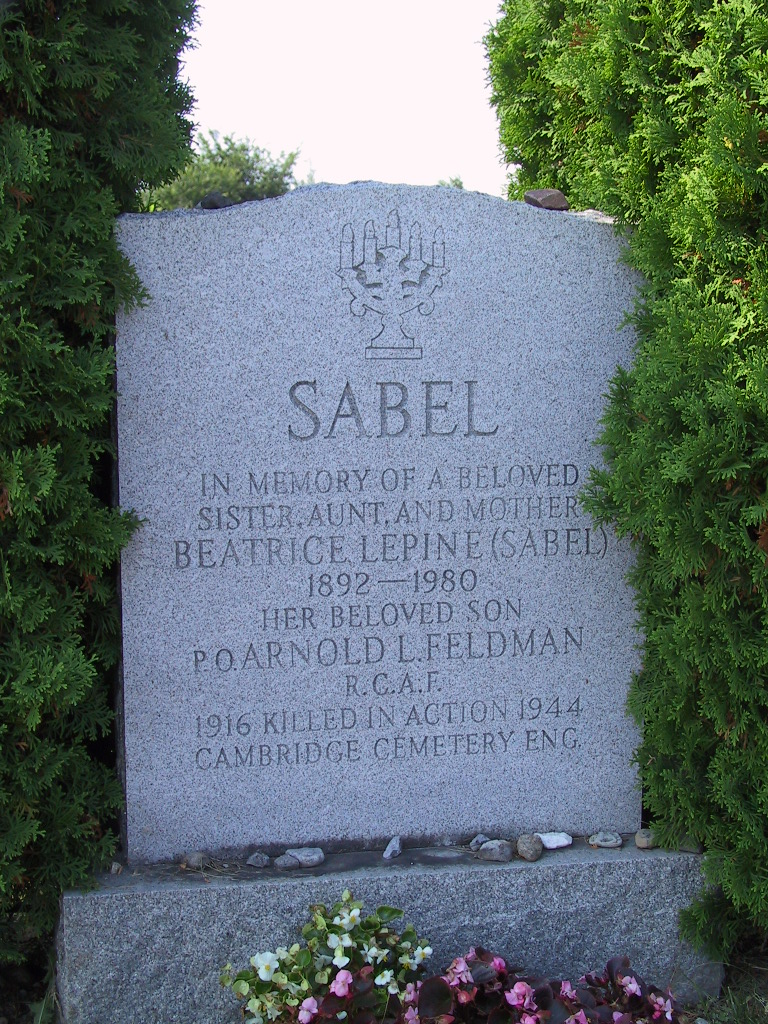 SABEL
IN MEMORY OF A BELOVED
SISTER, AUNT, AND MOTHER
BEATRICE LEPINE (SABEL)
1892—1980
HER BELOVED SON
P.O. ARNOLD L. FELDMAN
R.C.A.F.
1916 KILLED IN ACTION 1944
CAMBRIDGE CEMETERY ENG.